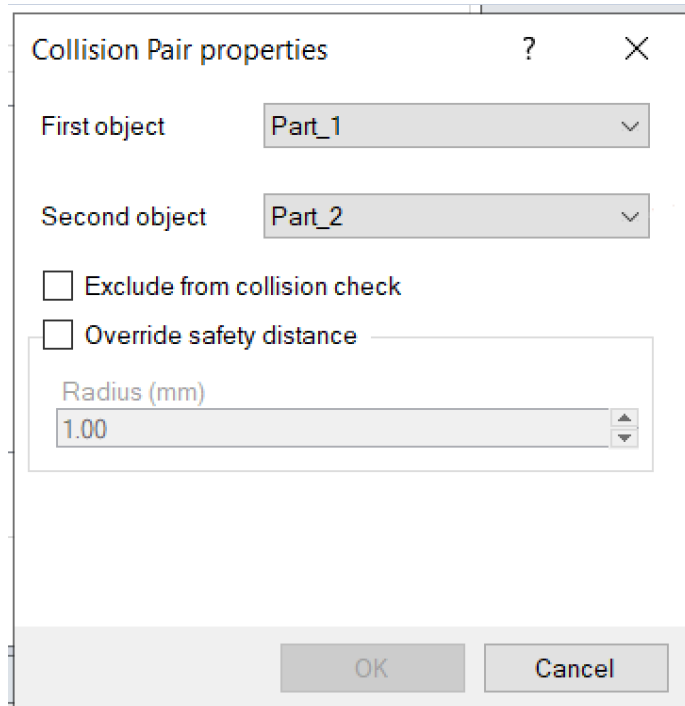 Collision Pair properties ?
First object Part_1
Second object Part_2
Exclude from collision check
Override safety distance
Radius (mm)
1.00
OK Cancel